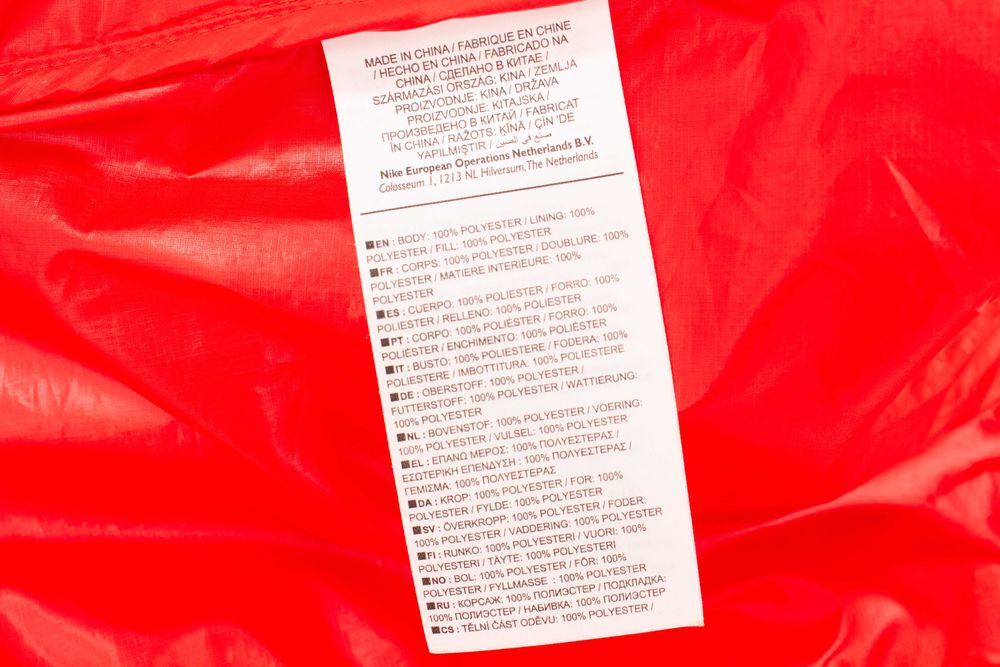 MADE IN CHINA / FABRIQUE EN CHINE
/ HECHO EN CHINA / FABRICADO NA
CHINA / СДЕЛАНО В КИТАЕ /
SZÁRMAZÁSI ORSZÁG: KINA / ZEMLJA
PROIZVODNJE: KINA / DRŽAVA
PROIZVODNJE: KITAJSKA /
ПРОИЗВЕДЕНО В КИТАЙ / FABRICAT
ÎN CHINA / RAŽOTS: ĶĪNĀ / ÇİN 'DE
YAPILMIŞTIR / صنع في الصين
Nike European Operations Netherlands B.V.
Colosseum 1, 1213 NL Hilversum, The Netherlands
EN : BODY: 100% POLYESTER / LINING: 100%
POLYESTER / FILL: 100% POLYESTER
FR : CORPS: 100% POLYESTER / DOUBLURE: 100%
POLYESTER / MATIERE INTERIEURE: 100%
POLYESTER
ES : CUERPO: 100% POLIESTER / FORRO: 100%
POLIESTER / RELLENO: 100% POLIESTER
PT : CORPO: 100% POLIÉSTER / FORRO: 100%
POLIÉSTER / ENCHIMENTO: 100% POLIÉSTER
IT : BUSTO: 100% POLIESTERE / FODERA: 100%
POLIESTERE / IMBOTTITURA: 100% POLIESTERE
DE : OBERSTOFF: 100% POLYESTER /
FUTTERSTOFF: 100% POLYESTER / WATTIERUNG:
100% POLYESTER
NL : BOVENSTOF: 100% POLYESTER / VOERING:
100% POLYESTER / VULSEL: 100% POLYESTER
EL : ΕΠΑΝΩ ΜΕΡΟΣ: 100% ΠΟΛΥΕΣΤΕΡΑΣ /
ΕΣΩΤΕΡΙΚΗ ΕΠΕΝΔΥΣΗ : 100% ΠΟΛΥΕΣΤΕΡΑΣ /
ΓΕΜΙΣΜΑ: 100% ΠΟΛΥΕΣΤΕΡΑΣ
DA : KROP: 100% POLYESTER / FOR: 100%
POLYESTER / FYLDE: 100% POLYESTER
SV : ÖVERKROPP: 100% POLYESTER / FODER:
100% POLYESTER / VADDERING: 100% POLYESTER
FI : RUNKO: 100% POLYESTERI / VUORI: 100%
POLYESTERI / TÄYTE: 100% POLYESTERI
NO : BOL: 100% POLYESTER / FÔR: 100%
POLYESTER / FYLLMASSE : 100% POLYESTER
RU : КОРСАЖ: 100% ПОЛИЭСТЕР / ПОДКЛАДКА:
100% ПОЛИЭСТЕР / НАБИВКА: 100% ПОЛИЭСТЕР
CS : TĚLNÍ ČÁST ODĚVU: 100% POLYESTER /